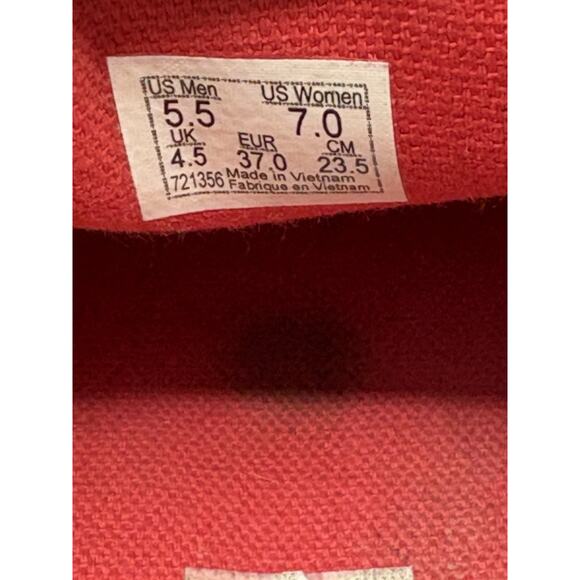 US Men US Women
5.5 7.0
UK EUR CM
4.5 37.0 23.5
721356 Made in Vietnam
Fabrique en Vietnam